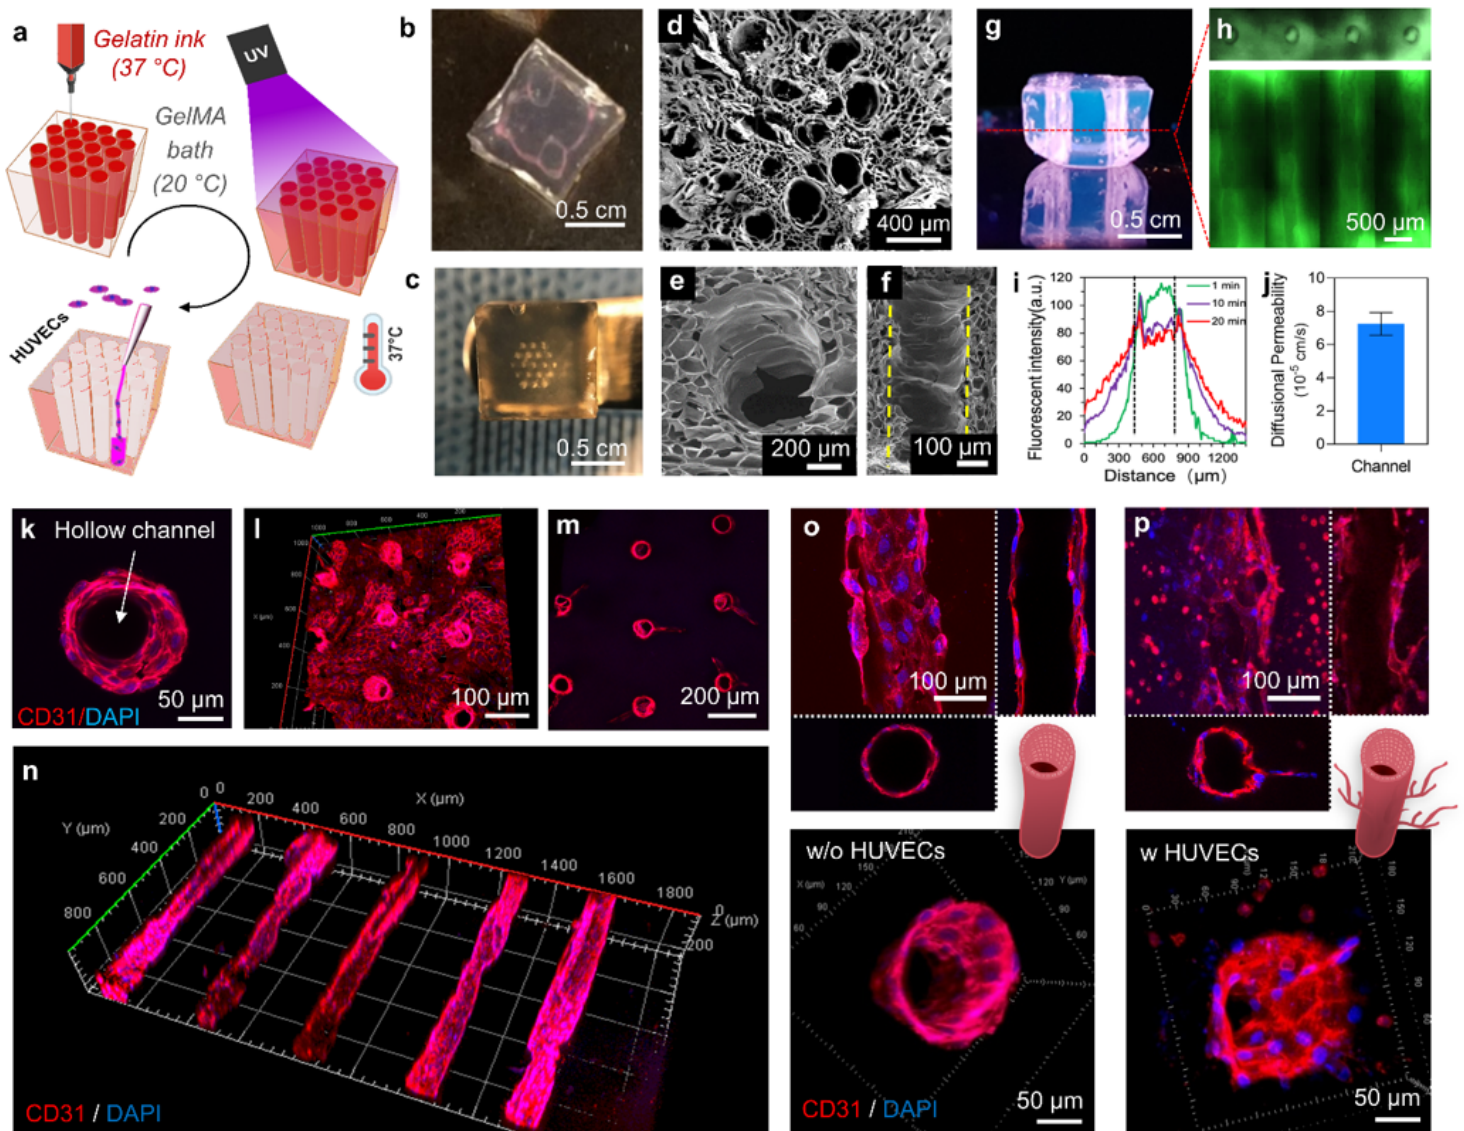 a
Gelatin ink
(37 °C)
UV
GelMA
bath
(20 °C)
HUVECs
37°C
b
0.5 cm
c
0.5 cm
d
400 µm
e
200 µm
f
100 µm
g
0.5 cm
h
500 µm
i
Fluorescent intensity(a.u.)
120
100
80
60
40
20
0
1 min
10 min
20 min
0 300 600 900 1200
Distance (µm)
j
Diffusional Permeability
(10⁻⁵ cm/s)
10
8
6
4
2
0
Channel
k
Hollow channel
CD31/DAPI
50 µm
l
100 µm
m
200 µm
n
X (µm)
0 200 400 600 800 1000 1200 1400 1600 1800
Y (µm)
0
200
400
600
800
0
Z (µm)
200
CD31 / DAPI
o
100 µm
w/o HUVECs
CD31 / DAPI
50 µm
p
100 µm
w HUVECs
50 µm